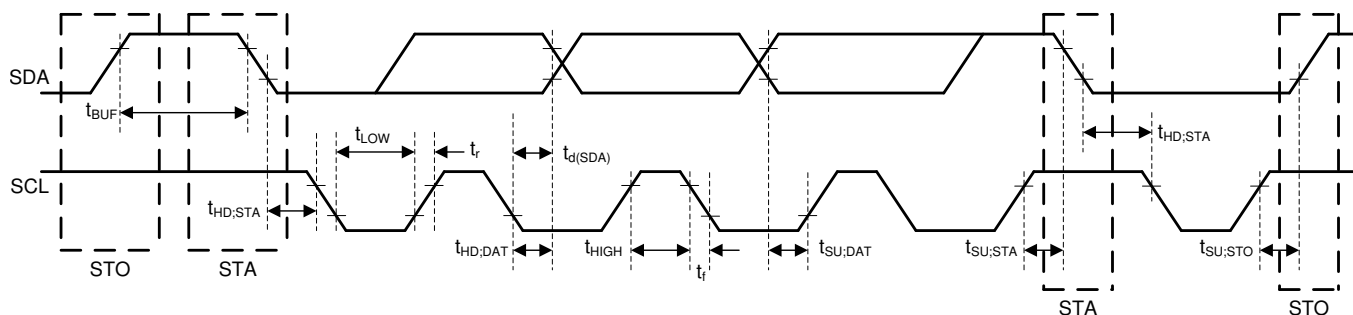 SDA
t_BUF
t_LOW
t_r
t_d(SDA)
t_HD;STA
SCL
t_HD;STA
t_HD;DAT
t_HIGH
t_f
t_SU;DAT
t_SU;STA
t_SU;STO
STO
STA
STA
STO